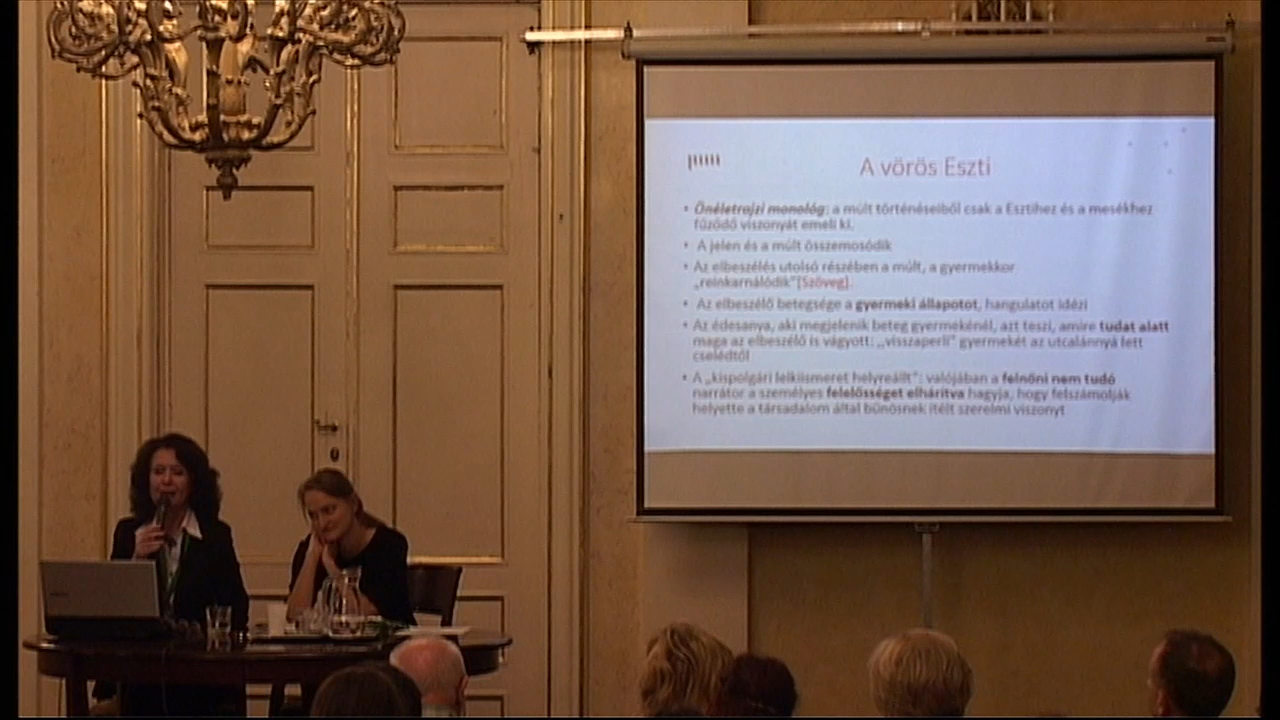 A vörös Eszti
• Önéletrajzi monológ: a múlt történéseiből csak a Esztihez és a mesékhez
fűződő viszonyát emeli ki.
• A jelen és a múlt összemosódik
• Az elbeszélés utolsó részében a múlt, a gyermekkor
„reinkarnálódik"[Szöveg].
• Az elbeszélő betegsége a gyermeki állapotot, hangulatot idézi
• Az édesanya, aki megjelenik beteg gyermekénél, azt teszi, amire tudat alatt
maga az elbeszélő is vágyott: „visszaperli" gyermekét az utcalánnyá lett
cselédtől
• A „kispolgári lelkiismeret helyreállt": valójában a felnőni nem tudó
narrátor a személyes felelősséget elhárítva hagyja, hogy felszámolják
helyette a társadalom által bűnösnek ítélt szerelmi viszonyt